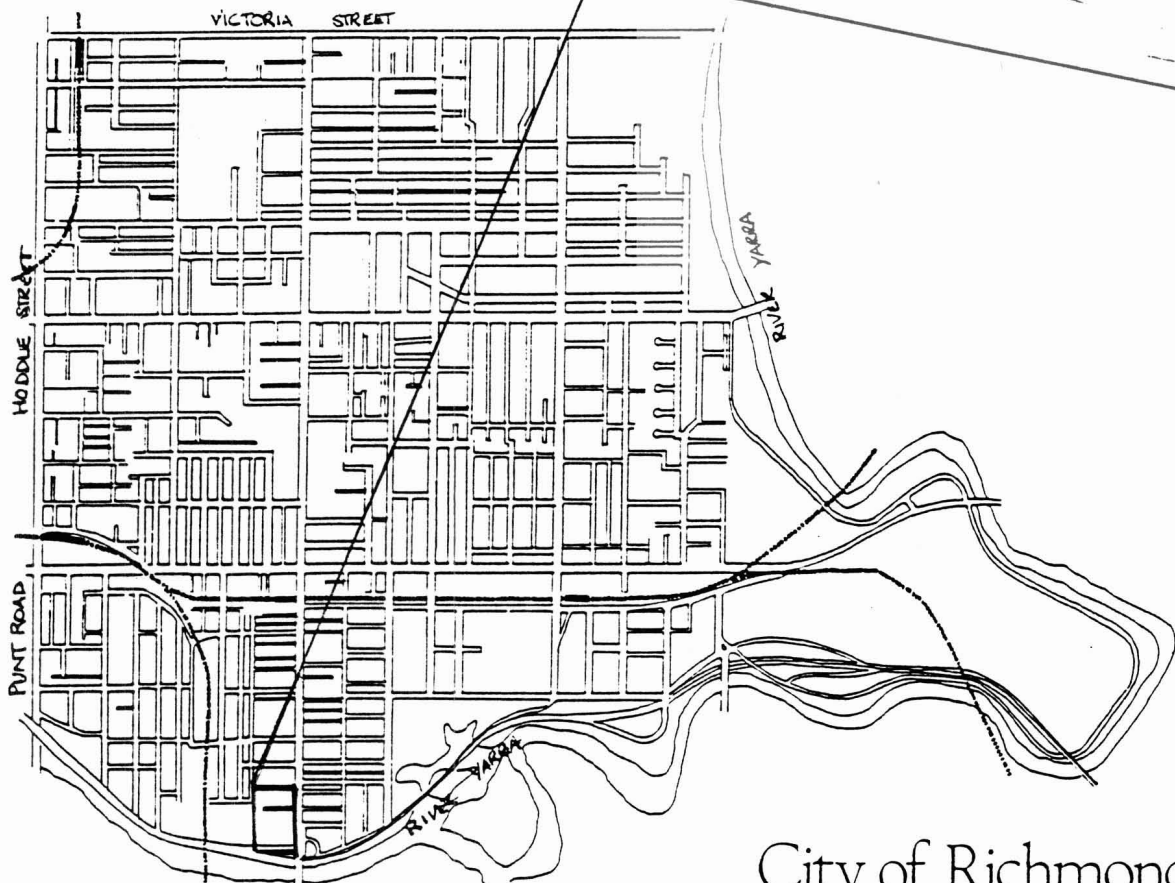 VICTORIA STREET
HODDLE STREET
YARRA
RIVER
PUNT ROAD
YARRA
RIVER
City of Richmond